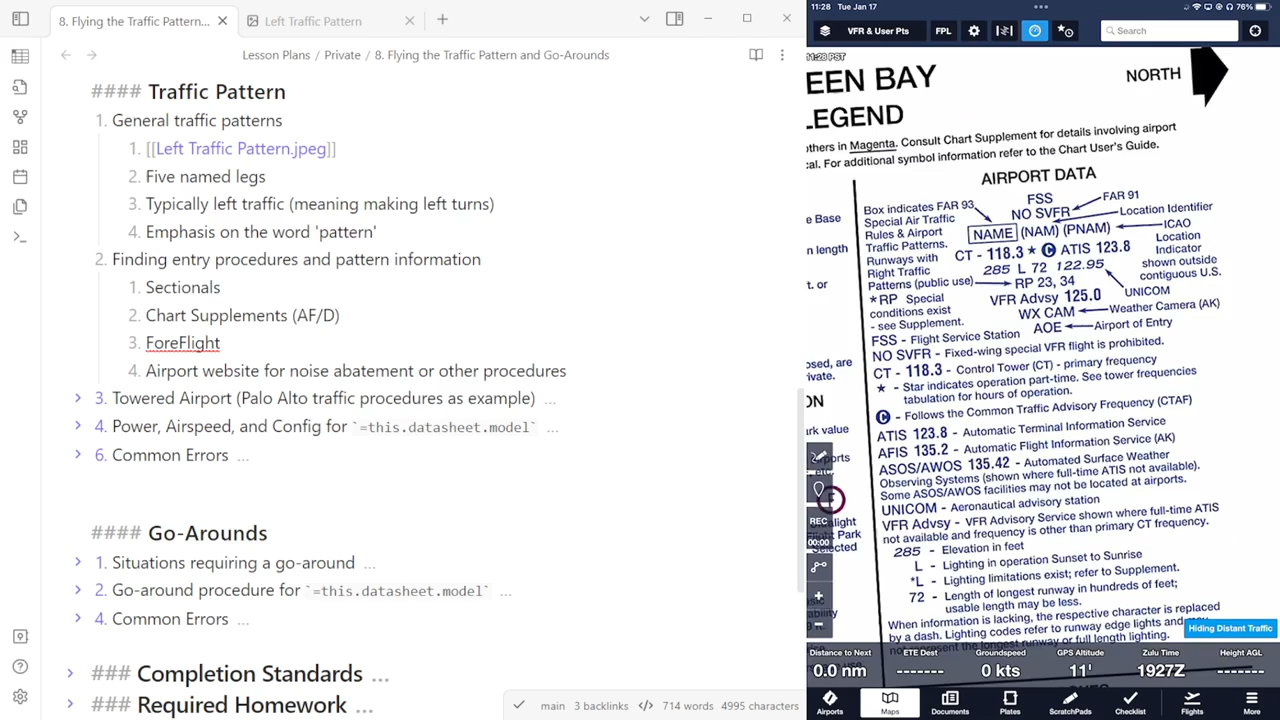 8. Flying the Traffic Pattern...
Left Traffic Pattern
Lesson Plans / Private / 8. Flying the Traffic Pattern and Go-Arounds
#### Traffic Pattern
1. General traffic patterns
1. [[Left Traffic Pattern.jpeg]]
2. Five named legs
3. Typically left traffic (meaning making left turns)
4. Emphasis on the word 'pattern'
2. Finding entry procedures and pattern information
1. Sectionals
2. Chart Supplements (AF/D)
3. ForeFlight
4. Airport website for noise abatement or other procedures
3. Towered Airport (Palo Alto traffic procedures as example) ...
4. Power, Airspeed, and Config for `=this.datasheet.model` ...
6. Common Errors ...
#### Go-Arounds
1. Situations requiring a go-around ...
2. Go-around procedure for `=this.datasheet.model` ...
4. Common Errors ...
#### Completion Standards ...
#### Required Homework ...
main 3 backlinks 714 words 4995 characters
11:28 Tue Jan 17
76%
VFR & User Pts
FPL
Search
11:28 PST
EEN BAY
LEGEND
NORTH
others in Magenta. Consult Chart Supplement for details involving airport
cal. For additional symbol information refer to the Chart User's Guide.
AIRPORT DATA
Box indicates FAR 93
Special Air Traffic
Rules & Airport
Traffic Patterns.
Runways with
Right Traffic
Patterns (public use)
*RP Special
conditions exist
- see Supplement.
FSS
NO SVFR
NAME (NAM) (PNAM)
CT - 118.3 ★ C ATIS 123.8
285 L 72 122.95
RP 23, 34
VFR Advsy 125.0
WX CAM
AOE
FAR 91
Location Identifier
ICAO
Location
Indicator
shown outside
contiguous U.S.
UNICOM
Weather Camera (AK)
Airport of Entry
FSS - Flight Service Station
NO SVFR - Fixed-wing special VFR flight is prohibited.
CT - 118.3 - Control Tower (CT) - primary frequency
★ - Star indicates operation part-time. See tower frequencies
tabulation for hours of operation.
C - Follows the Common Traffic Advisory Frequency (CTAF)
ATIS 123.8 - Automatic Terminal Information Service
AFIS 135.2 - Automatic Flight Information Service (AK)
ASOS/AWOS 135.42 - Automated Surface Weather
Observing Systems (shown where full-time ATIS not available).
Some ASOS/AWOS facilities may not be located at airports.
UNICOM - Aeronautical advisory station
VFR Advsy - VFR Advisory Service shown where full-time ATIS
not available and frequency is other than primary CT frequency.
285 - Elevation in feet
L - Lighting in operation Sunset to Sunrise
*L - Lighting limitations exist; refer to Supplement.
72 - Length of longest runway in hundreds of feet;
usable length may be less.
When information is lacking, the respective character is replaced
by a dash. Lighting codes refer to runway edge lights and may
not represent the longest runway or full length lighting.
e Base
n length
t. or
osed, are
rivate.
ON
ark value
irports
F
ralight
Flight Park
Selected
REC
00:00
Hiding Distant Traffic
Distance to Next
0.0 nm
ETE Dest
-------
Groundspeed
0 kts
GPS Altitude
11'
Zulu Time
1927Z
Height AGL
-------
Airports
Maps
Documents
Plates
ScratchPads
Checklist
Flights
More